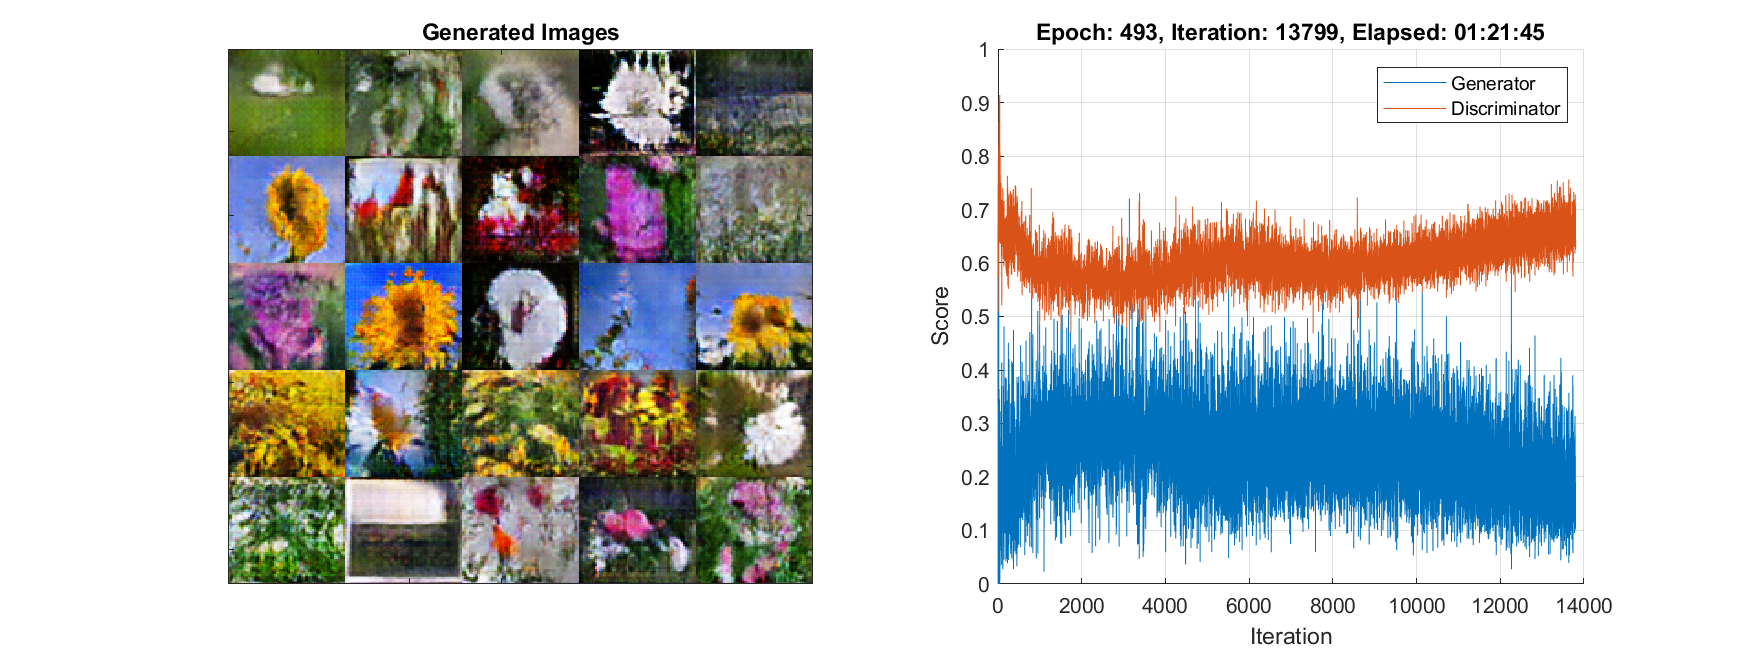 Generated Images
Epoch: 493, Iteration: 13799, Elapsed: 01:21:45
Generator
Discriminator
1
0.9
0.8
0.7
0.6
0.5
0.4
0.3
0.2
0.1
0
Score
0 2000 4000 6000 8000 10000 12000 14000
Iteration